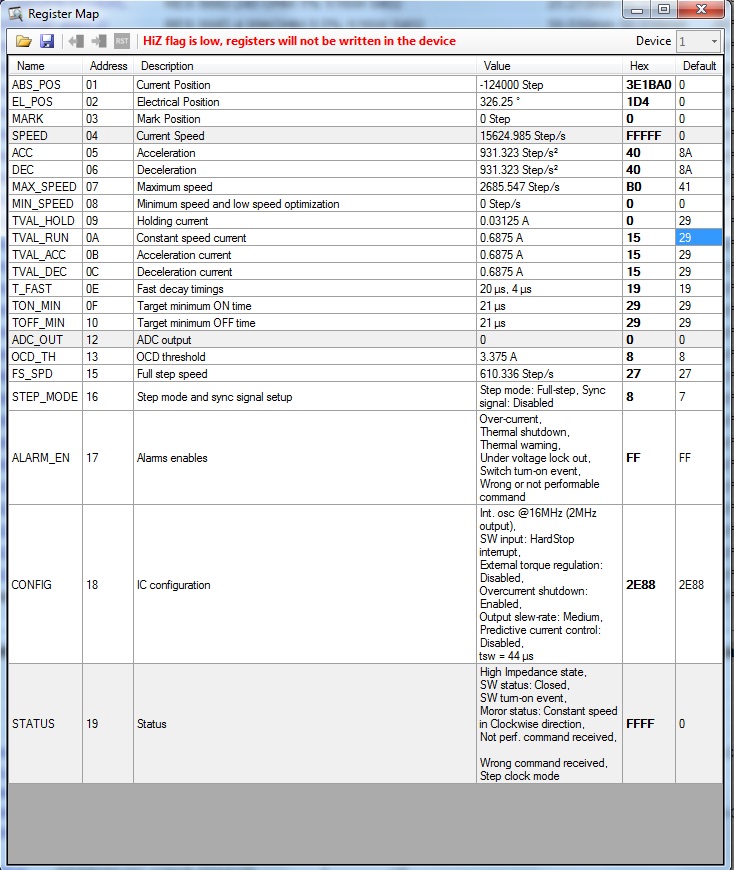 Register Map
RST HiZ flag is low, registers will not be written in the device Device 1
Name Address Description Value Hex Default
ABS_POS 01 Current Position -124000 Step 3E1BA0 0
EL_POS 02 Electrical Position 326.25 ° 1D4 0
MARK 03 Mark Position 0 Step 0 0
SPEED 04 Current Speed 15624.985 Step/s FFFFF 0
ACC 05 Acceleration 931.323 Step/s² 40 8A
DEC 06 Deceleration 931.323 Step/s² 40 8A
MAX_SPEED 07 Maximum speed 2685.547 Step/s B0 41
MIN_SPEED 08 Minimum speed and low speed optimization 0 Step/s 0 0
TVAL_HOLD 09 Holding current 0.03125 A 0 29
TVAL_RUN 0A Constant speed current 0.6875 A 15 29
TVAL_ACC 0B Acceleration current 0.6875 A 15 29
TVAL_DEC 0C Deceleration current 0.6875 A 15 29
T_FAST 0E Fast decay timings 20 µs, 4 µs 19 19
TON_MIN 0F Target minimum ON time 21 µs 29 29
TOFF_MIN 10 Target minimum OFF time 21 µs 29 29
ADC_OUT 12 ADC output 0 0 0
OCD_TH 13 OCD threshold 3.375 A 8 8
FS_SPD 15 Full step speed 610.336 Step/s 27 27
STEP_MODE 16 Step mode and sync signal setup Step mode: Full-step, Sync
signal: Disabled 8 7
ALARM_EN 17 Alarms enables Over-current,
Thermal shutdown,
Thermal warning,
Under voltage lock out,
Switch turn-on event,
Wrong or not performable
command FF FF
CONFIG 18 IC configuration Int. osc @16MHz (2MHz
output),
SW input: HardStop
interrupt,
External torque regulation:
Disabled,
Overcurrent shutdown:
Enabled,
Output slew-rate: Medium,
Predictive current control:
Disabled,
tsw = 44 µs 2E88 2E88
STATUS 19 Status High Impedance state,
SW status: Closed,
SW turn-on event,
Moror status: Constant speed
in Clockwise direction,
Not perf. command received,
Wrong command received,
Step clock mode FFFF 0